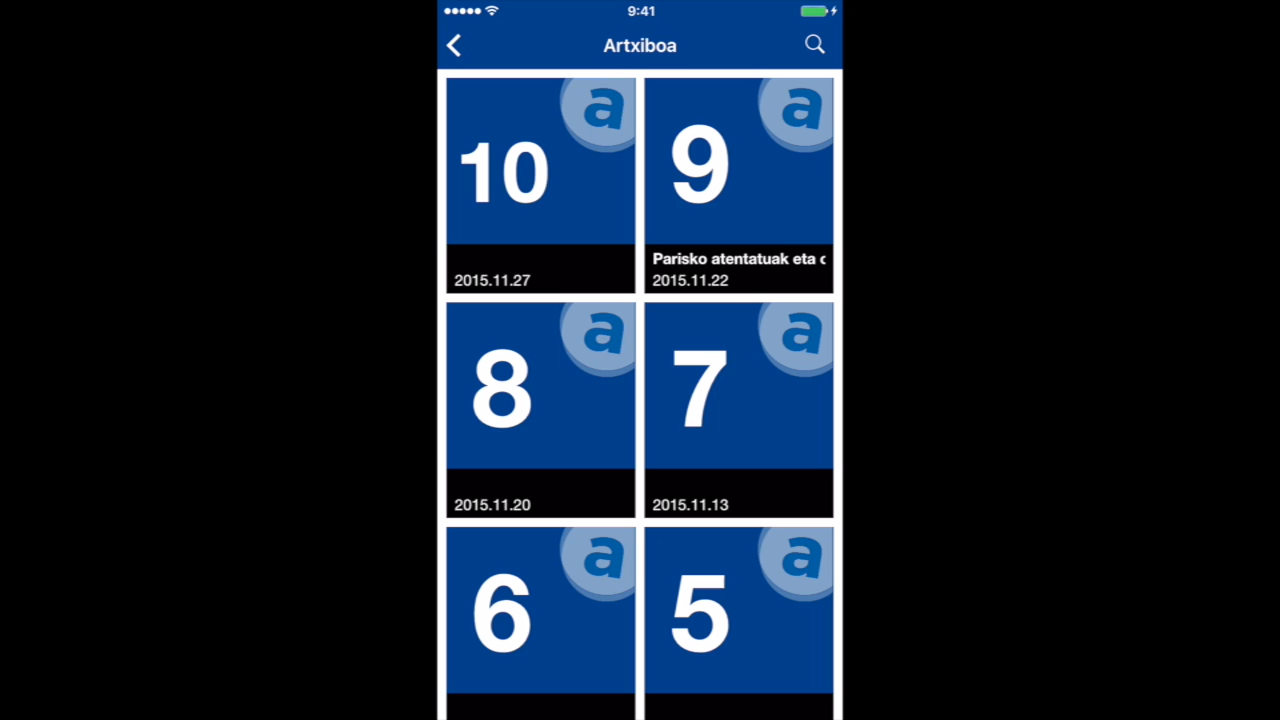 9:41
Artxiboa
a
10
2015.11.27
a
9
Parisko atentatuak eta
2015.11.22
a
8
2015.11.20
a
7
2015.11.13
a
6
a
5